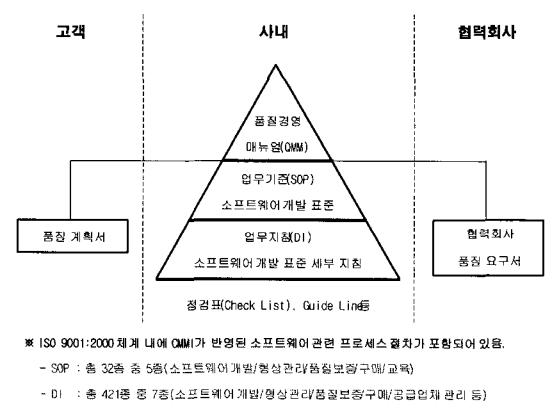 고객
사내
협력회사
품질경영
매뉴얼(QMM)
업무기준(SOP)
소프트웨어개발 표준
업무지침(DI)
소프트웨어개발 표준 세부 지침
품질 계획서
협력회사
품질 요구서
점검표(Check List), Guide Line등
※ ISO 9001:2000 체계 내에 CMMI가 반영된 소프트웨어관련 프로세스 절차가 포함되어 있음.
- SOP : 총 32종 중 5종(소프트웨어개발/형상관리/품질보증/구매/교육)
- DI : 총 421종 중 7종(소프트웨어개발/형상관리/품질보증/구매/공급업체 관리 등)